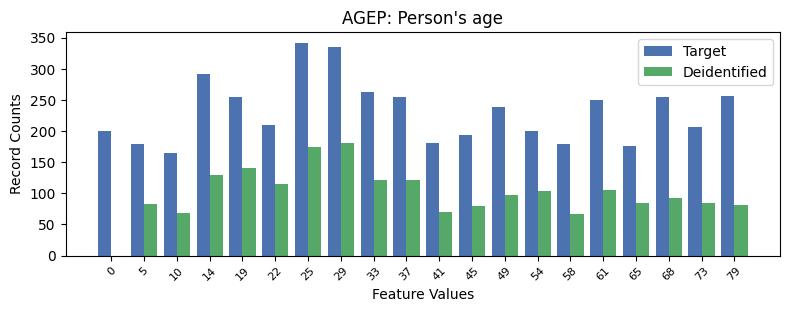 AGEP: Person's age
Target
Deidentified
Record Counts
350
300
250
200
150
100
50
0
0 5 10 14 19 22 25 29 33 37 41 45 49 54 58 61 65 68 73 79
Feature Values